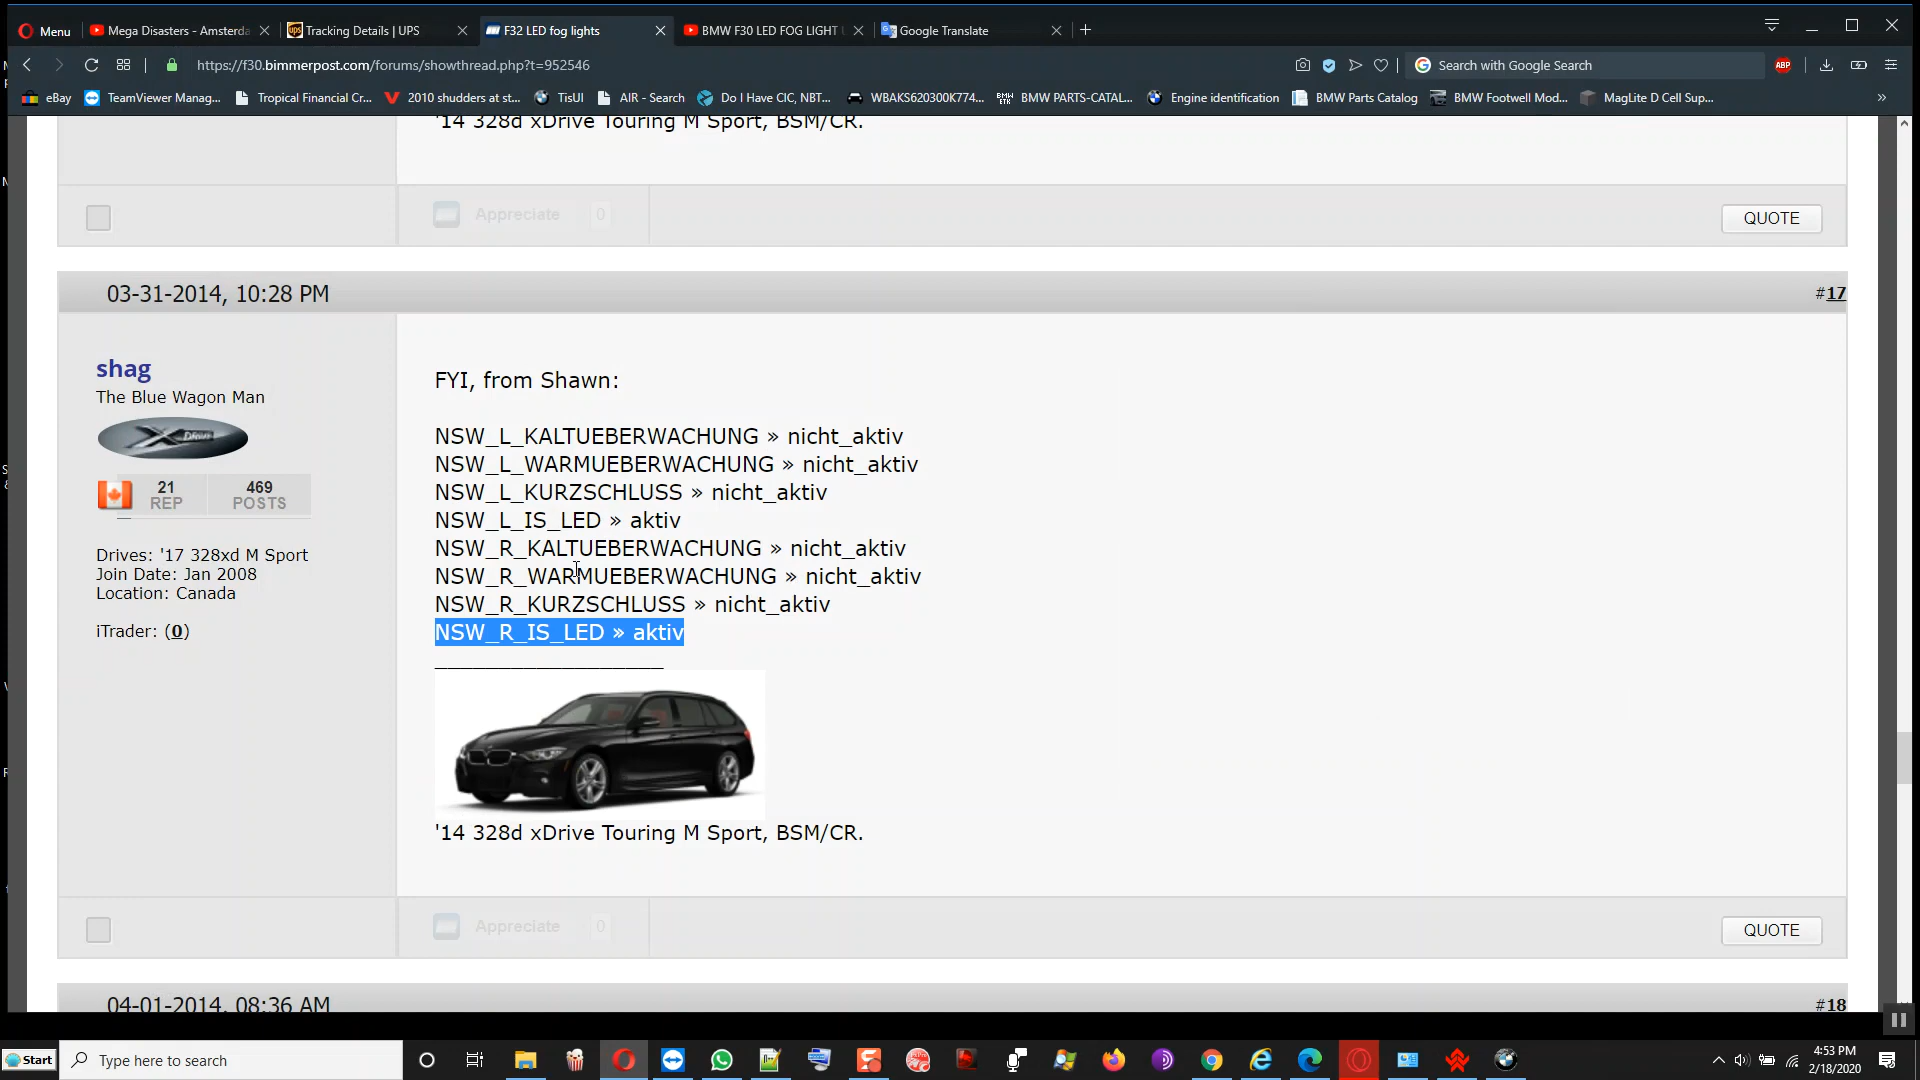 Menu
Mega Disasters - Amsterda
Tracking Details | UPS
F32 LED fog lights
BMW F30 LED FOG LIGHT
Google Translate
https://f30.bimmerpost.com/forums/showthread.php?t=952546
Search with Google Search
ABP
eBay
TeamViewer Manag...
Tropical Financial Cr...
2010 shudders at st...
TisUI
AIR - Search
Do I Have CIC, NBT...
WBAKS620300K774...
BMW PARTS-CATAL...
Engine identification
BMW Parts Catalog
BMW Footwell Mod...
MagLite D Cell Sup...
»
'14 328d xDrive Touring M Sport, BSM/CR.
Appreciate 0
QUOTE
03-31-2014, 10:28 PM
#17
shag
The Blue Wagon Man
21 REP
469 POSTS
Drives: '17 328xd M Sport
Join Date: Jan 2008
Location: Canada
iTrader: (0)
FYI, from Shawn:
NSW_L_KALTUEBERWACHUNG » nicht_aktiv
NSW_L_WARMUEBERWACHUNG » nicht_aktiv
NSW_L_KURZSCHLUSS » nicht_aktiv
NSW_L_IS_LED » aktiv
NSW_R_KALTUEBERWACHUNG » nicht_aktiv
NSW_R_WARMUEBERWACHUNG » nicht_aktiv
NSW_R_KURZSCHLUSS » nicht_aktiv
NSW_R_IS_LED » aktiv
__________________
'14 328d xDrive Touring M Sport, BSM/CR.
Appreciate 0
QUOTE
04-01-2014, 08:36 AM
#18
Start
Type here to search
4:53 PM
2/18/2020